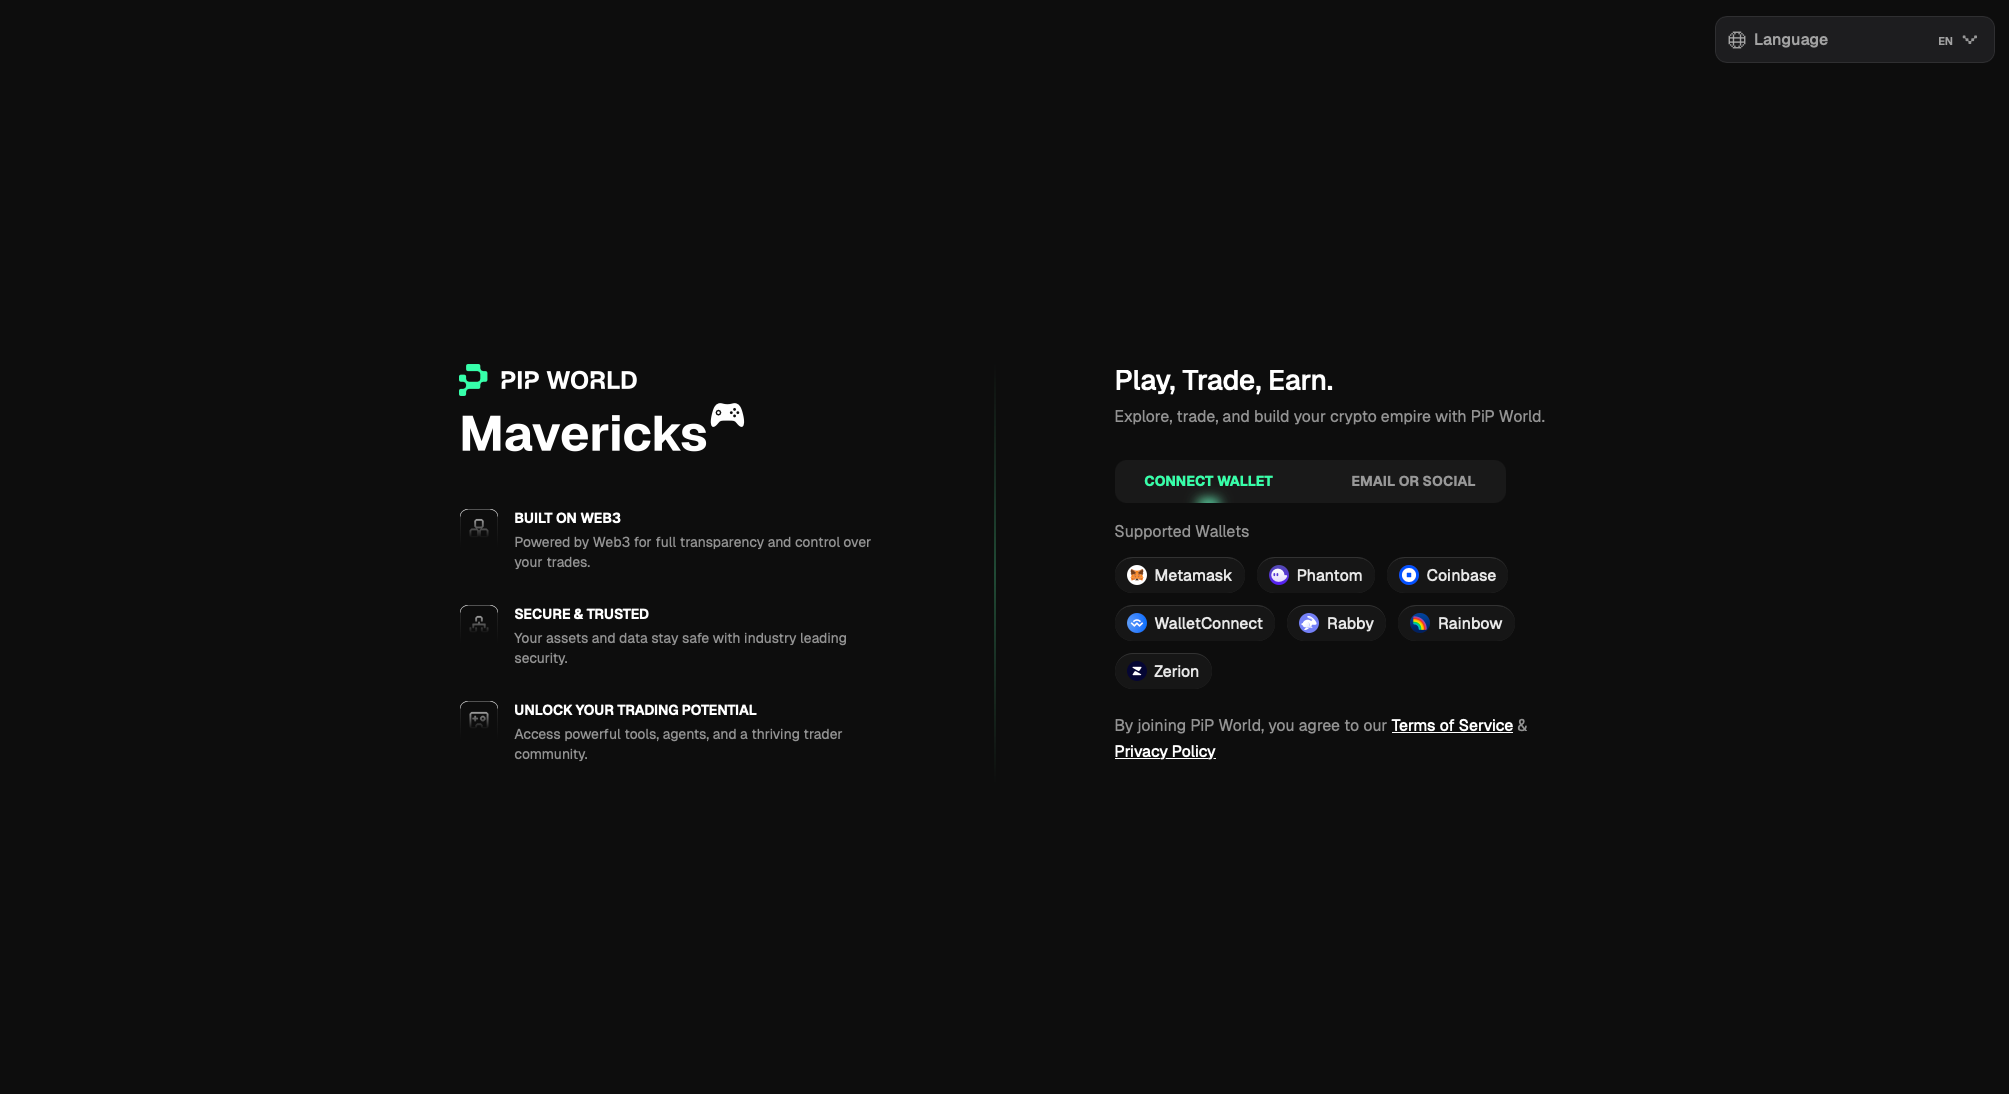 Language EN
PIP WORLD
Mavericks
BUILT ON WEB3
Powered by Web3 for full transparency and control over
your trades.
SECURE & TRUSTED
Your assets and data stay safe with industry leading
security.
UNLOCK YOUR TRADING POTENTIAL
Access powerful tools, agents, and a thriving trader
community.
Play, Trade, Earn.
Explore, trade, and build your crypto empire with PiP World.
CONNECT WALLET EMAIL OR SOCIAL
Supported Wallets
Metamask Phantom Coinbase
WalletConnect Rabby Rainbow
Zerion
By joining PiP World, you agree to our Terms of Service &
Privacy Policy